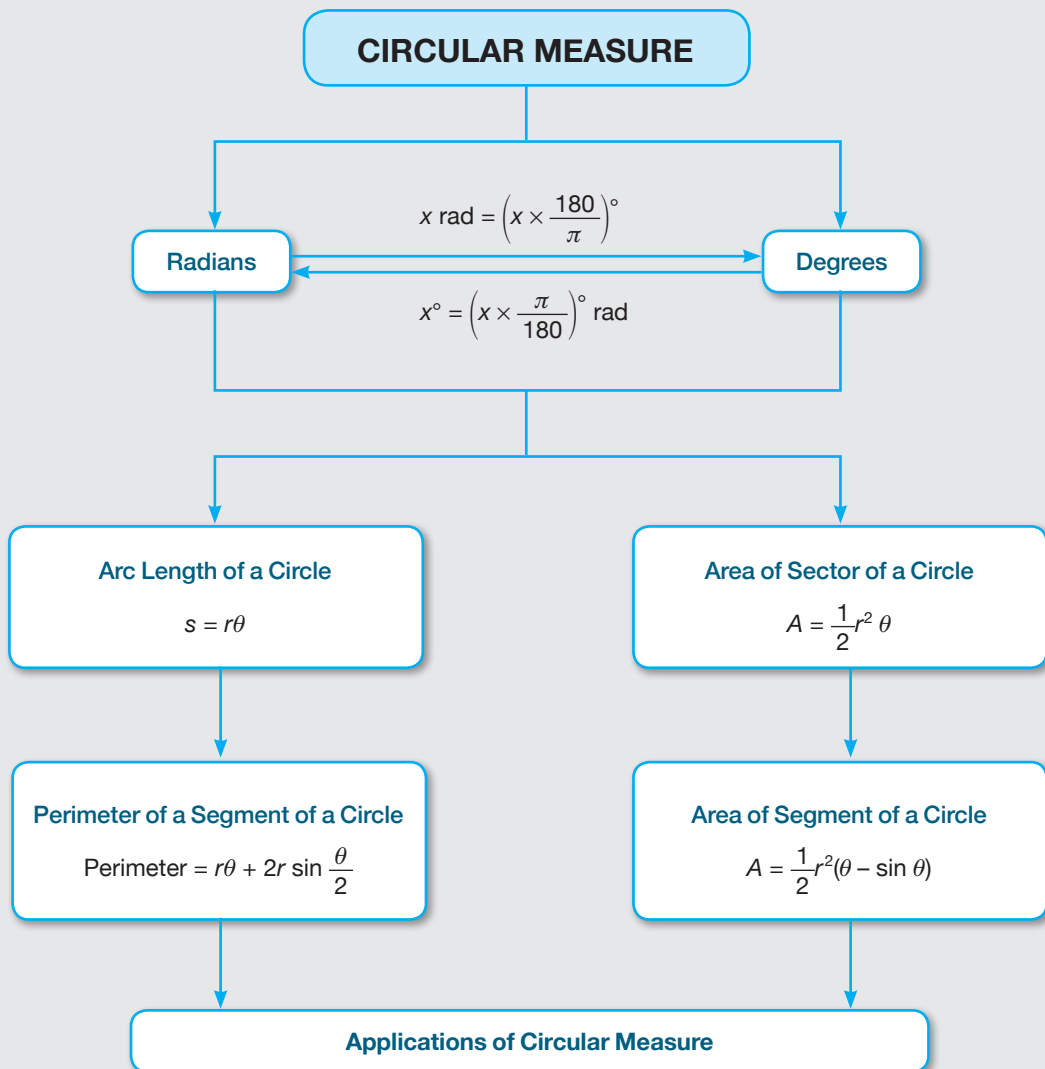 CIRCULAR MEASURE
x rad = (x × 180/π)°
Radians
Degrees
x° = (x × π/180)° rad
Arc Length of a Circle
s = rθ
Area of Sector of a Circle
A = 1/2 r² θ
Perimeter of a Segment of a Circle
Perimeter = rθ + 2r sin θ/2
Area of Segment of a Circle
A = 1/2 r²(θ – sin θ)
Applications of Circular Measure